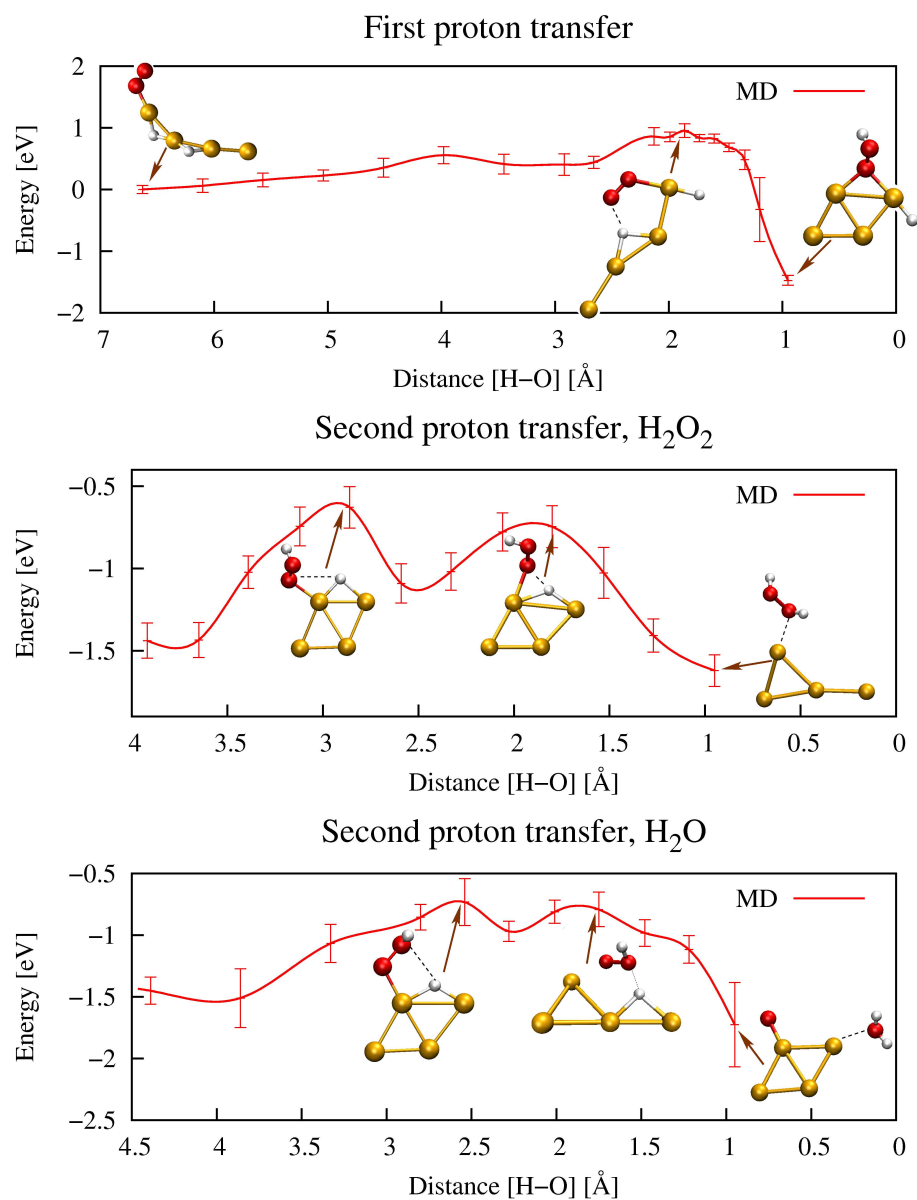 First proton transfer
2
1
0
−1
−2
Energy [eV]
MD
7 6 5 4 3 2 1 0
Distance [H−O] [Å]
Second proton transfer, H₂O₂
−0.5
−1
−1.5
Energy [eV]
MD
4 3.5 3 2.5 2 1.5 1 0.5 0
Distance [H−O] [Å]
Second proton transfer, H₂O
−0.5
−1
−1.5
−2
−2.5
Energy [eV]
MD
4.5 4 3.5 3 2.5 2 1.5 1 0.5 0
Distance [H−O] [Å]